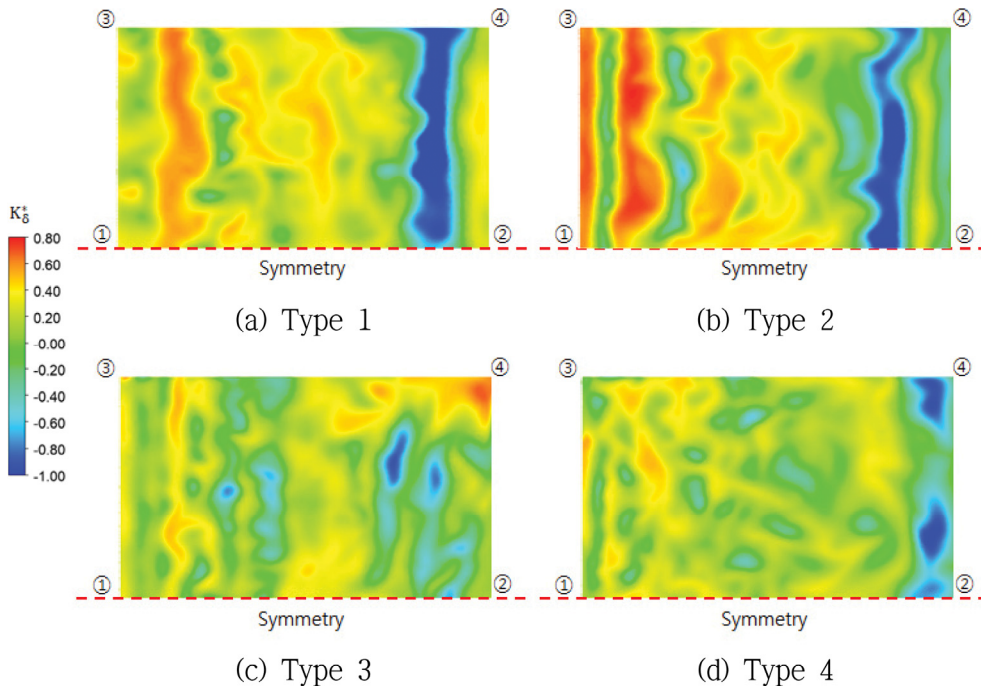 ③ ④ ③ ④
① ② ① ②
Symmetry Symmetry
(a) Type 1 (b) Type 2
K*δ
0.80
0.60
0.40
-0.00
-0.20
-0.40
-0.60
-0.80
-1.00
③ ④ ③ ④
① ② ① ②
Symmetry Symmetry
(c) Type 3 (d) Type 4